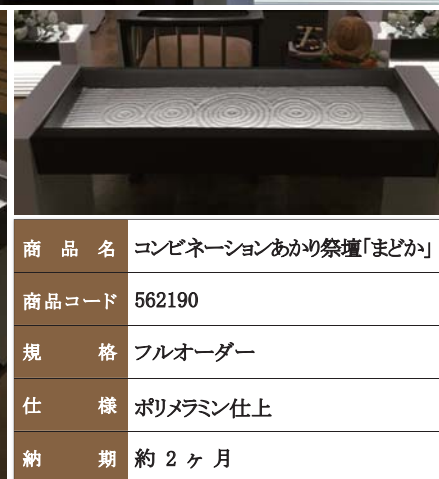 商品名 コンビネーションあかり祭壇「まどか」
商品コード 562190
規格 フルオーダー
仕様 ポリメラミン仕上
納期 約2ヶ月